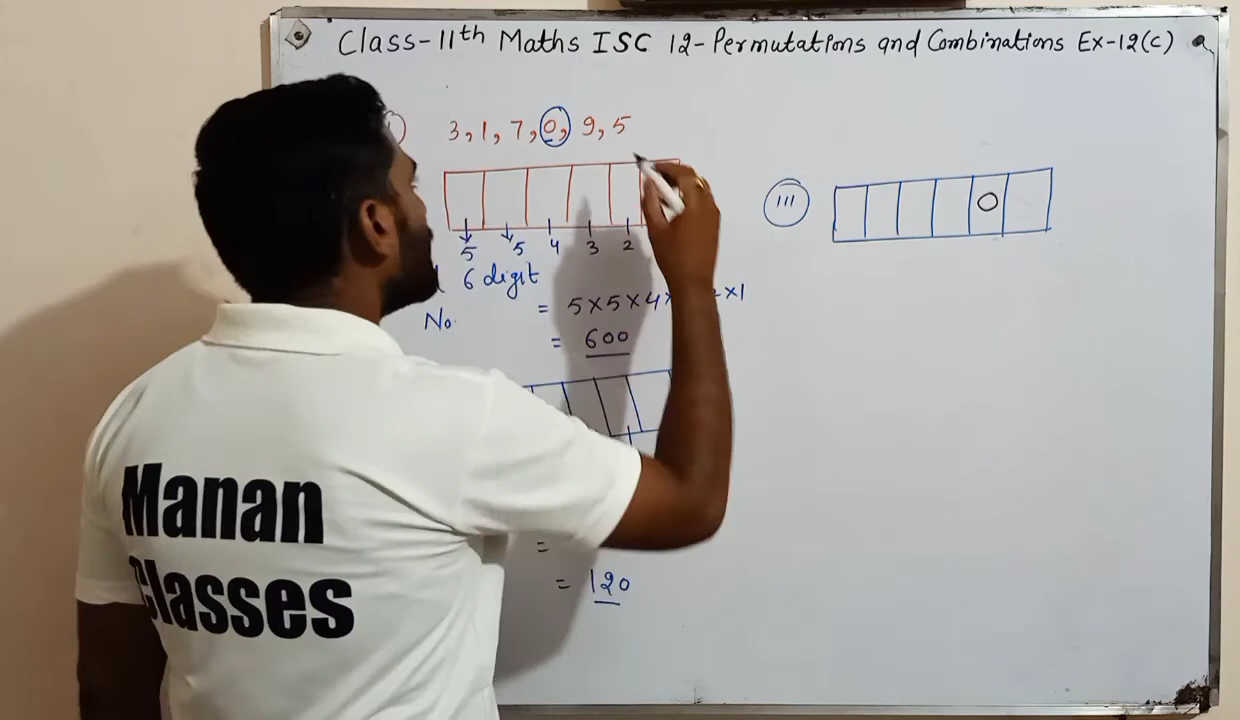 Class-11th Maths ISC 12-Permutations and Combinations Ex-12(c)
3, 1, 7, 0, 9, 5
5 5 4 3 2
6 digit
No.
= 5×5×4× ×1
= 600
=
= 120
III
0
Manan
Classes